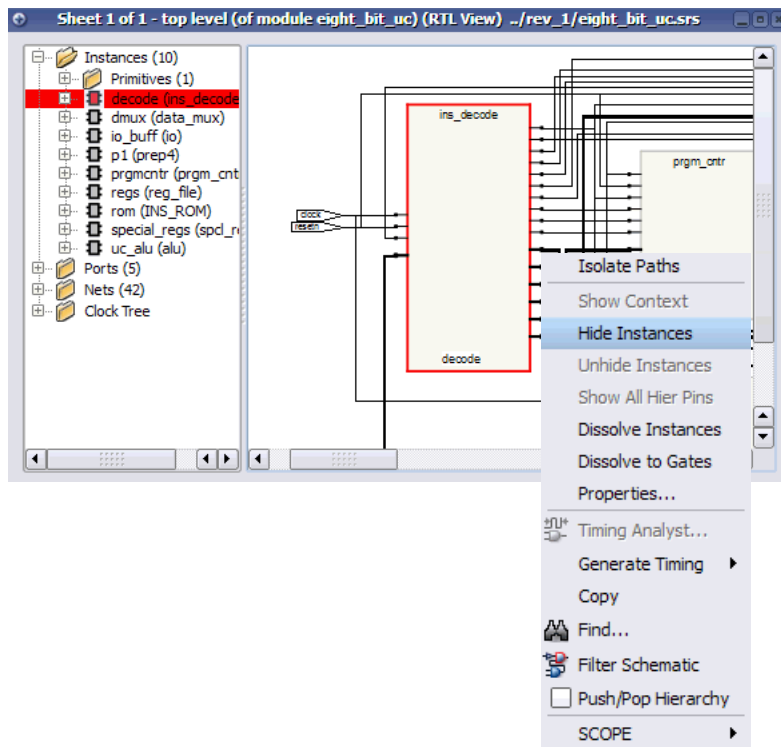 Sheet 1 of 1 - top level (of module eight_bit_uc) (RTL View) ../rev_1/eight_bit_uc.srs
Instances (10)
Primitives (1)
decode (ins_decode
dmux (data_mux)
io_buff (io)
p1 (prep4)
prgmcntr (prgm_cnt
regs (reg_file)
rom (INS_ROM)
special_regs (spcl_r
uc_alu (alu)
Ports (5)
Nets (42)
Clock Tree
ins_decode
prgm_cntr
clock
resetn
decode
Isolate Paths
Show Context
Hide Instances
Unhide Instances
Show All Hier Pins
Dissolve Instances
Dissolve to Gates
Properties...
Timing Analyst...
Generate Timing
Copy
Find...
Filter Schematic
Push/Pop Hierarchy
SCOPE